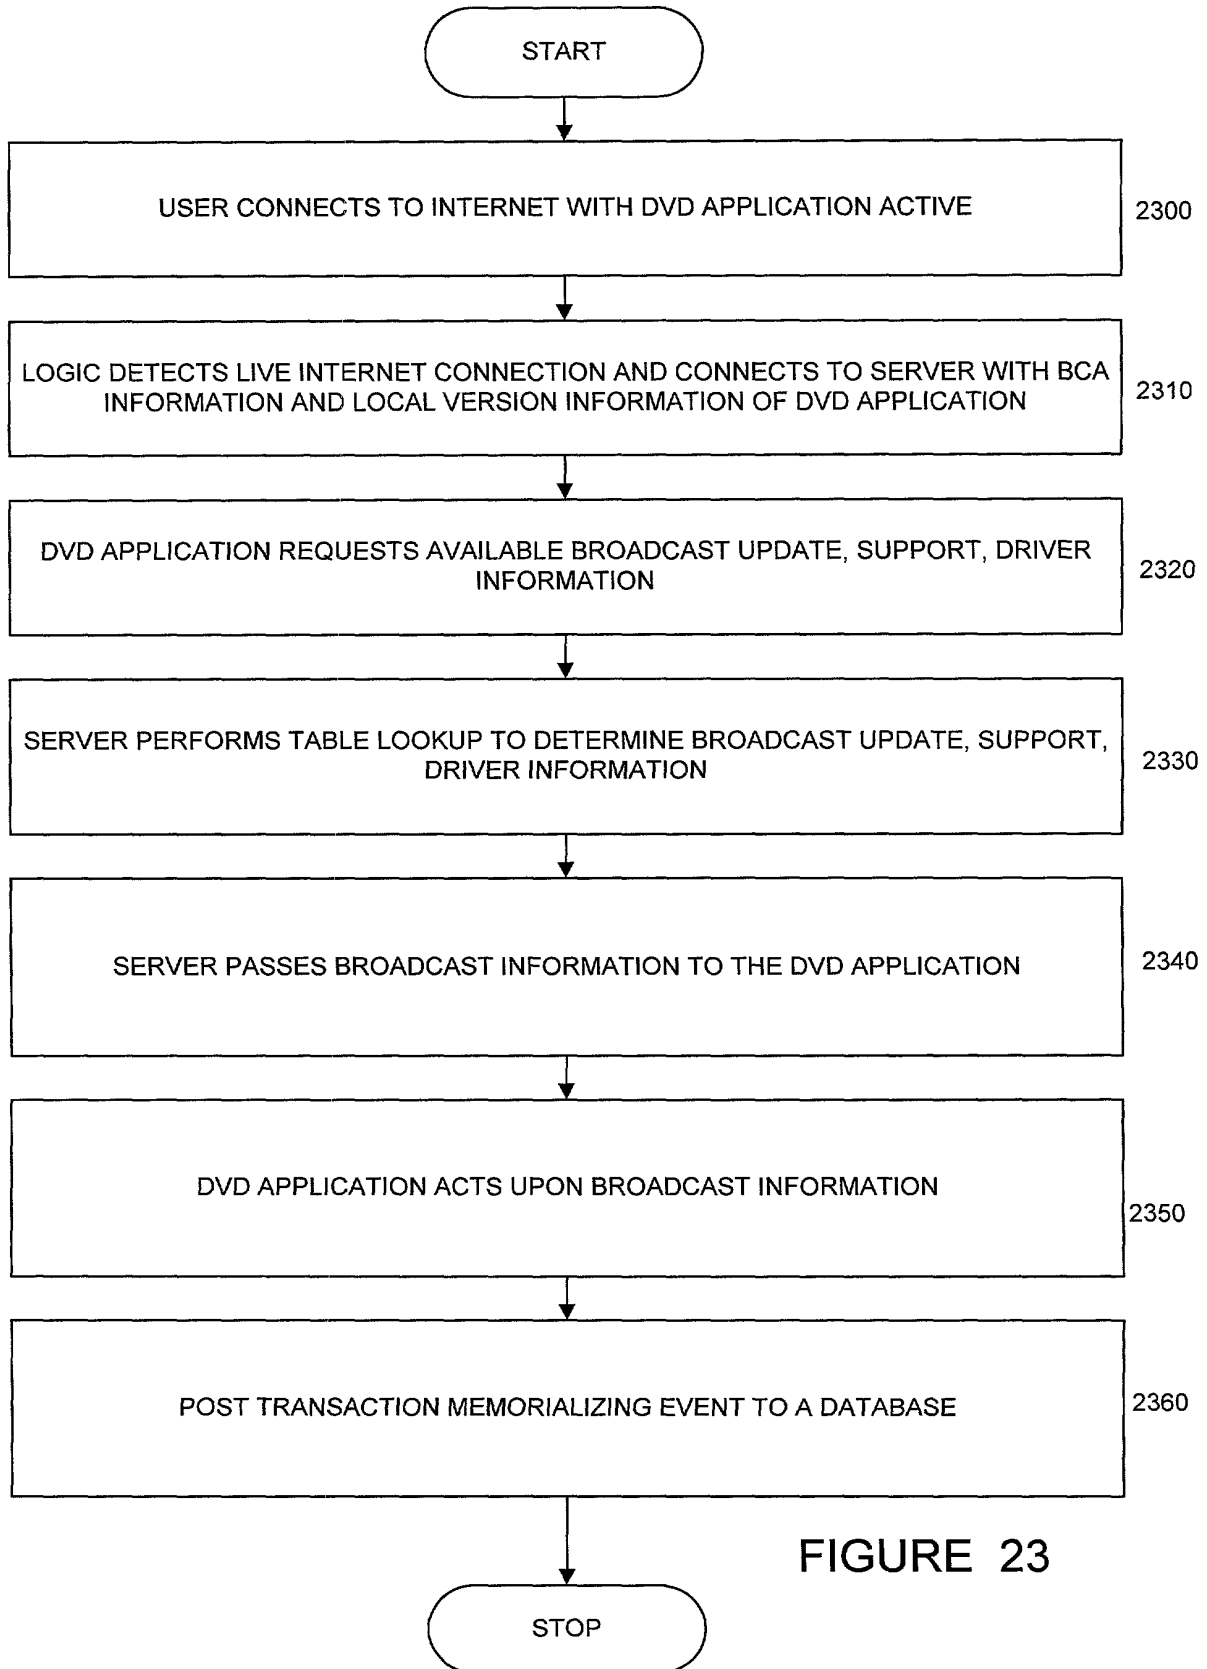 START
USER CONNECTS TO INTERNET WITH DVD APPLICATION ACTIVE
2300
LOGIC DETECTS LIVE INTERNET CONNECTION AND CONNECTS TO SERVER WITH BCA
INFORMATION AND LOCAL VERSION INFORMATION OF DVD APPLICATION
2310
DVD APPLICATION REQUESTS AVAILABLE BROADCAST UPDATE, SUPPORT, DRIVER
INFORMATION
2320
SERVER PERFORMS TABLE LOOKUP TO DETERMINE BROADCAST UPDATE, SUPPORT,
DRIVER INFORMATION
2330
SERVER PASSES BROADCAST INFORMATION TO THE DVD APPLICATION
2340
DVD APPLICATION ACTS UPON BROADCAST INFORMATION
2350
POST TRANSACTION MEMORIALIZING EVENT TO A DATABASE
2360
FIGURE 23
STOP